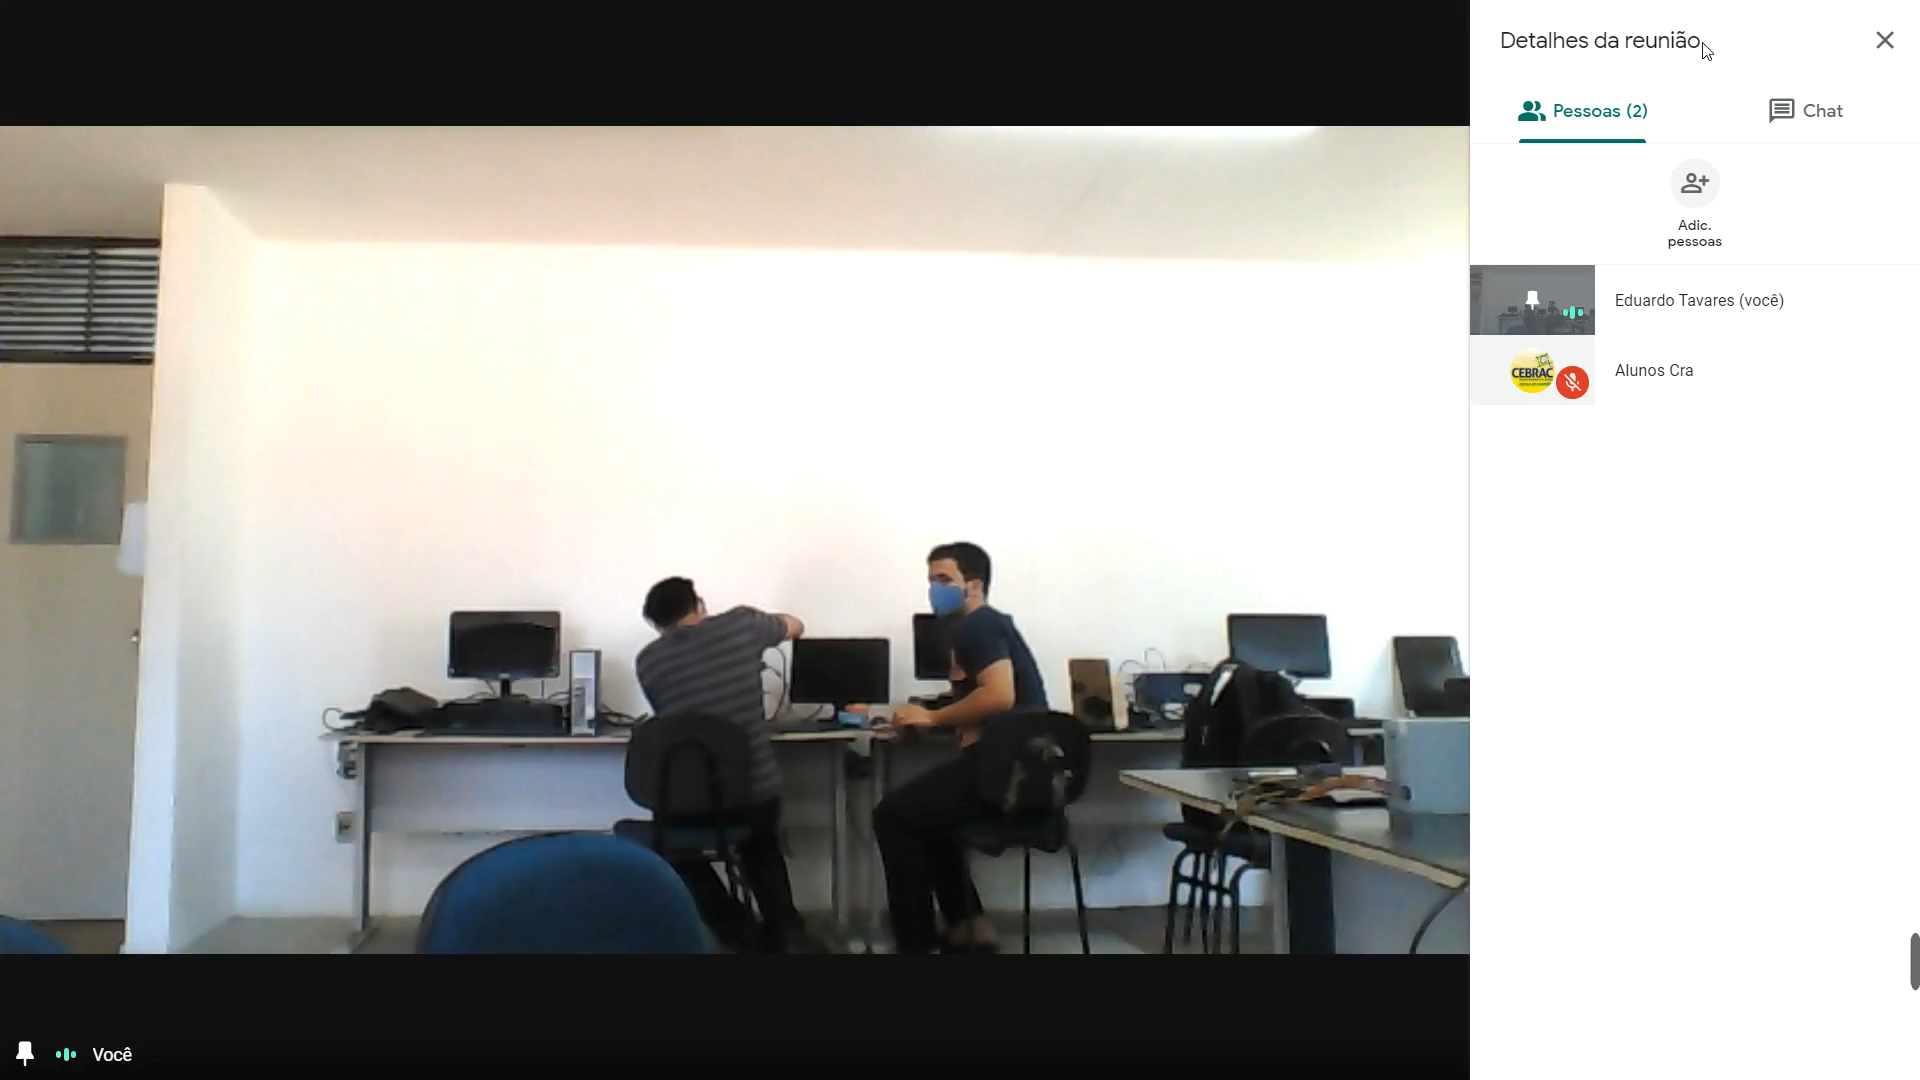 Detalhes da reunião
Pessoas (2)
Chat
Adic.
pessoas
Eduardo Tavares (você)
CEBRAC
Alunos Cra
Você